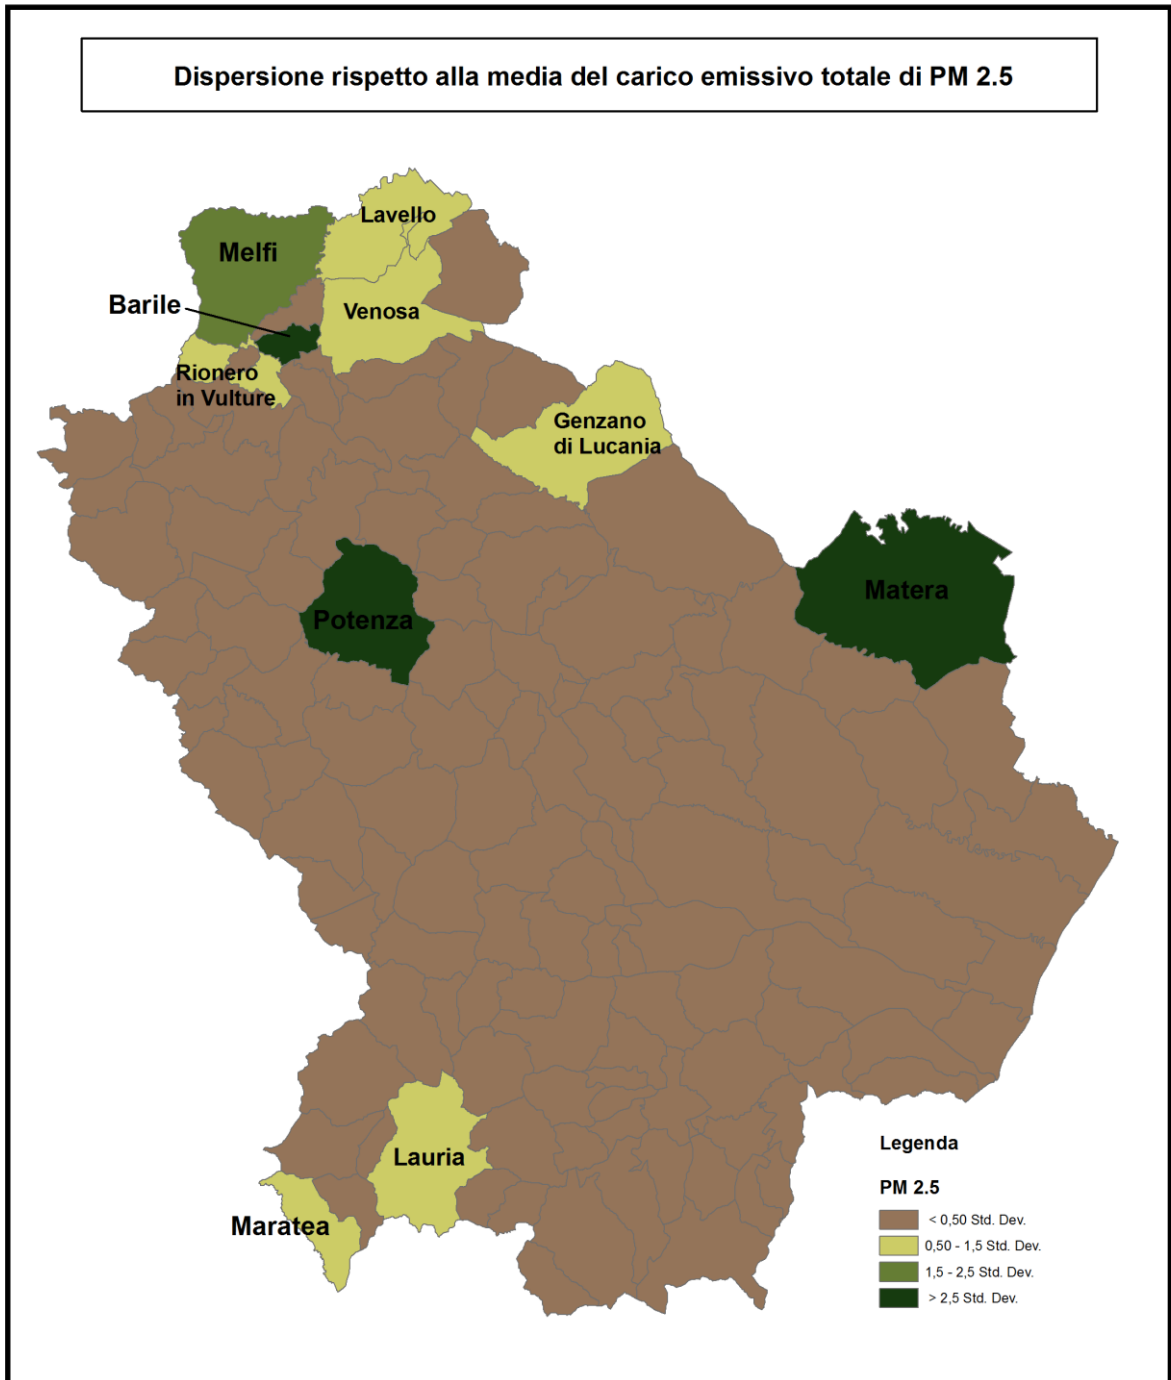 Dispersione rispetto alla media del carico emissivo totale di PM 2.5
Lavello
Melfi
Barile
Venosa
Rionero
in Vulture
Genzano
di Lucania
Matera
Potenza
Lauria
Maratea
Legenda
PM 2.5
< 0,50 Std. Dev.
0,50 - 1,5 Std. Dev.
1,5 - 2,5 Std. Dev.
> 2,5 Std. Dev.